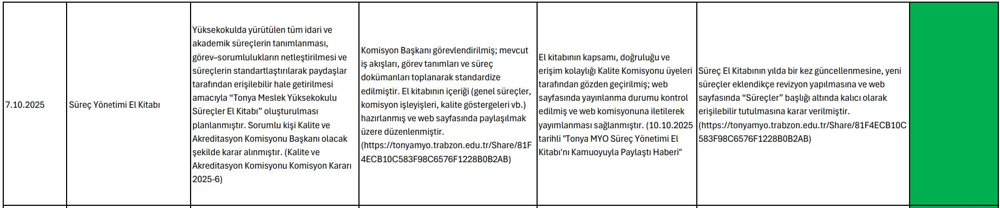 7.10.2025
Süreç Yönetimi El Kitabı
Yüksekokulda yürütülen tüm idari ve
akademik süreçlerin tanımlanması,
görev–sorumlulukların netleştirilmesi ve
süreçlerin standartlaştırılarak paydaşlar
tarafından erişilebilir hale getirilmesi
amacıyla “Tonya Meslek Yüksekokulu
Süreçler El Kitabı” oluşturulması
planlanmıştır. Sorumlu kişi Kalite ve
Akreditasyon Komisyonu Başkanı olacak
şekilde karar alınmıştır. (Kalite ve
Akreditasyon Komisyonu Komisyon Kararı
2025-6)
Komisyon Başkanı görevlendirilmiş; mevcut
iş akışları, görev tanımları ve süreç
dokümanları toplanarak standardize
edilmiştir. El kitabının içeriği (genel süreçler,
komisyon işleyişleri, kalite göstergeleri vb.)
hazırlanmış ve web sayfasında paylaşılmak
üzere düzenlenmiştir.
(https://tonyamyo.trabzon.edu.tr/Share/81F
4ECB10C583F98C6576F1228B0B2AB)
El kitabının kapsamı, doğruluğu ve
erişim kolaylığı Kalite Komisyonu üyeleri
tarafından gözden geçirilmiş; web
sayfasında yayınlanma durumu kontrol
edilmiş ve web komisyonuna iletilerek
yayımlanması sağlanmıştır. (10.10.2025
tarihli "Tonya MYO Süreç Yönetimi El
Kitabı'nı Kamuoyuyla Paylaştı Haberi"
Süreç El Kitabının yılda bir kez güncellenmesine, yeni
süreçler eklendikçe revizyon yapılmasına ve web
sayfasında “Süreçler” başlığı altında kalıcı olarak
erişilebilir tutulmasına karar verilmiştir.
(https://tonyamyo.trabzon.edu.tr/Share/81F4ECB10C
583F98C6576F1228B0B2AB)